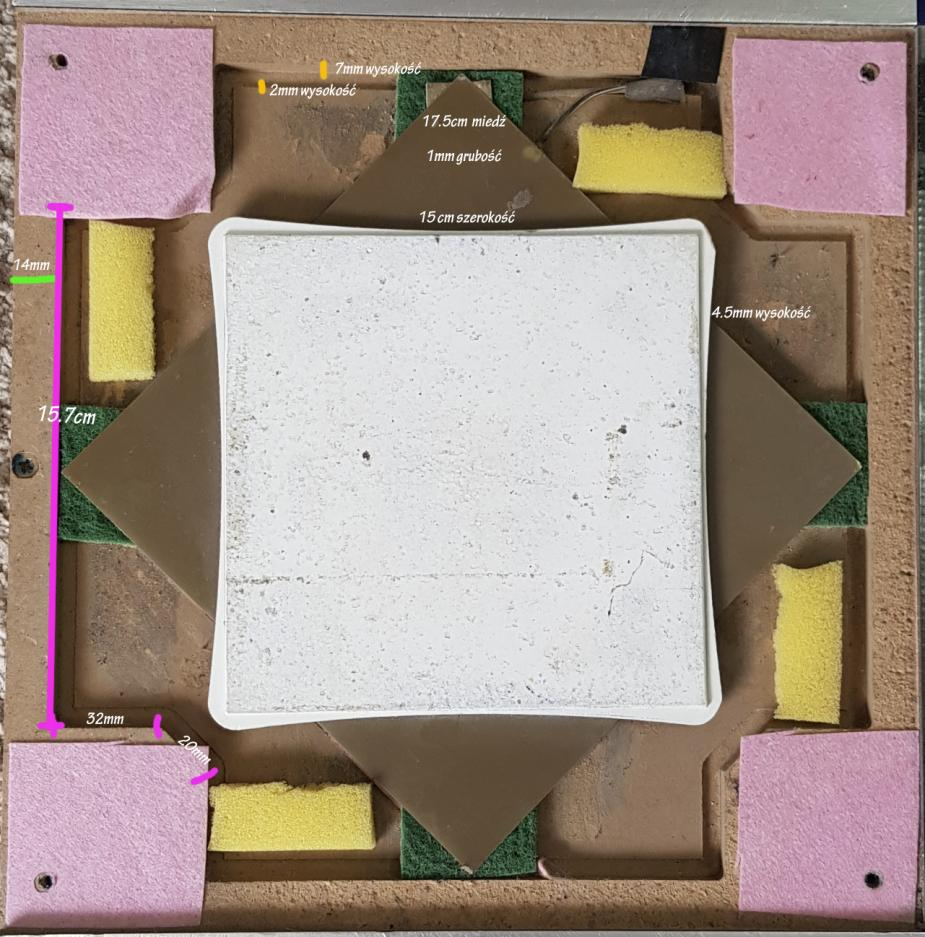 7mm wysokość
2mm wysokość
17.5cm miedź
1mm grubość
15 cm szerokość
14mm
4.5mm wysokość
15.7cm
32mm
20mm